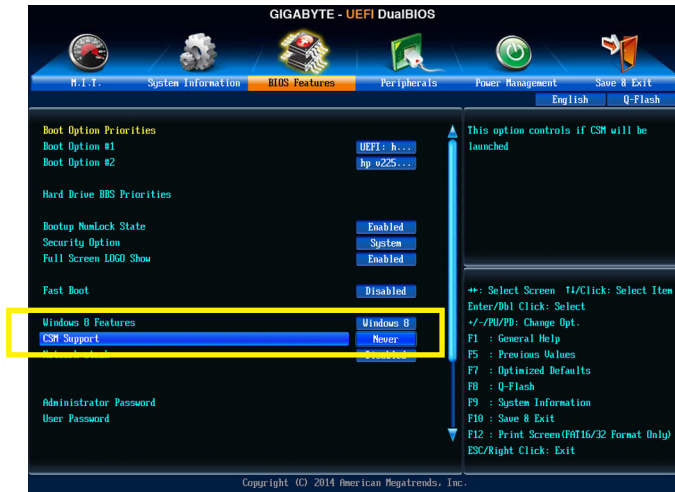 GIGABYTE - UEFI DualBIOS
M.I.T. System Information BIOS Features Peripherals Power Management Save & Exit
English Q-Flash
Boot Option Priorities
Boot Option #1 UEFI: h...
Boot Option #2 hp v225...
Hard Drive BBS Priorities
Bootup NumLock State Enabled
Security Option System
Full Screen LOGO Show Enabled
Fast Boot Disabled
Windows 8 Features Windows 8
CSM Support Never
Network stack Disabled
Administrator Password
User Password
This option controls if CSM will be
launched
↔: Select Screen ↑↓/Click: Select Item
Enter/Dbl Click: Select
+/-/PU/PD: Change Opt.
F1 : General Help
F5 : Previous Values
F7 : Optimized Defaults
F8 : Q-Flash
F9 : System Information
F10 : Save & Exit
F12 : Print Screen(FAT16/32 Format Only)
ESC/Right Click: Exit
Copyright (C) 2014 American Megatrends, Inc.